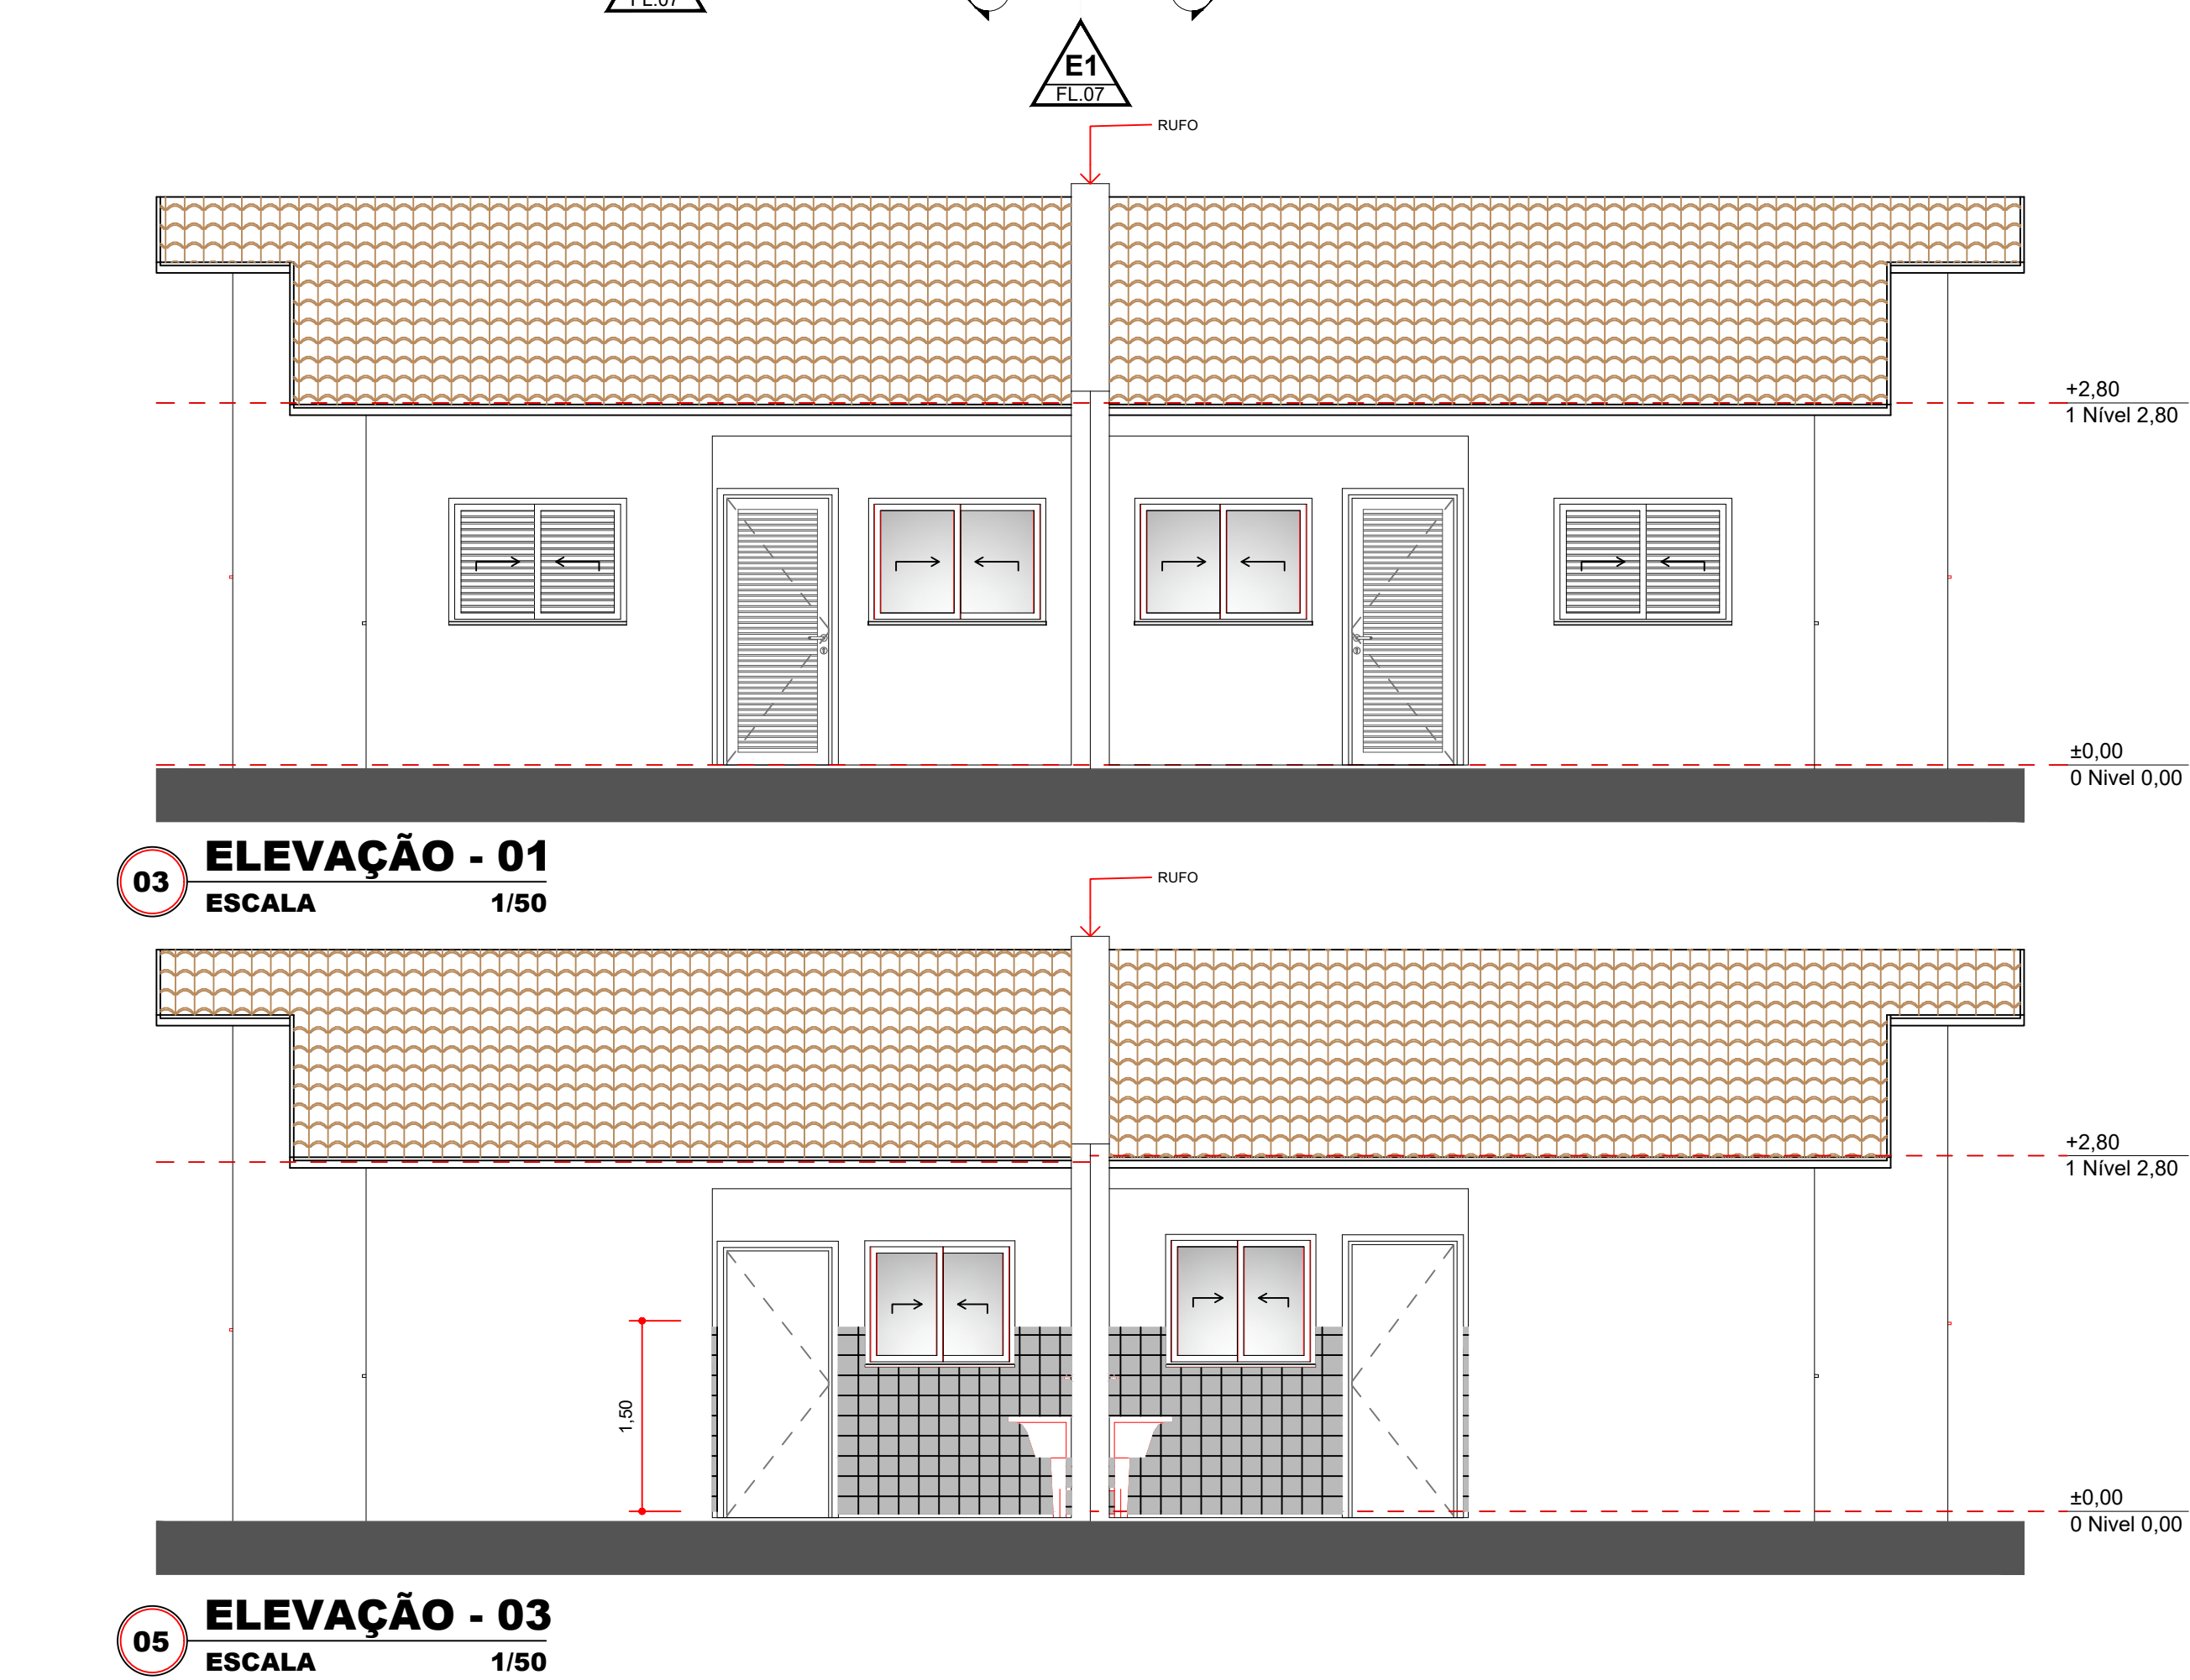 FL.07
E1
FL.07
RUFO
+2,80
1 Nível 2,80
±0,00
0 Nivel 0,00
03
ELEVAÇÃO - 01
ESCALA 1/50
RUFO
+2,80
1 Nível 2,80
1,50
±0,00
0 Nivel 0,00
05
ELEVAÇÃO - 03
ESCALA 1/50